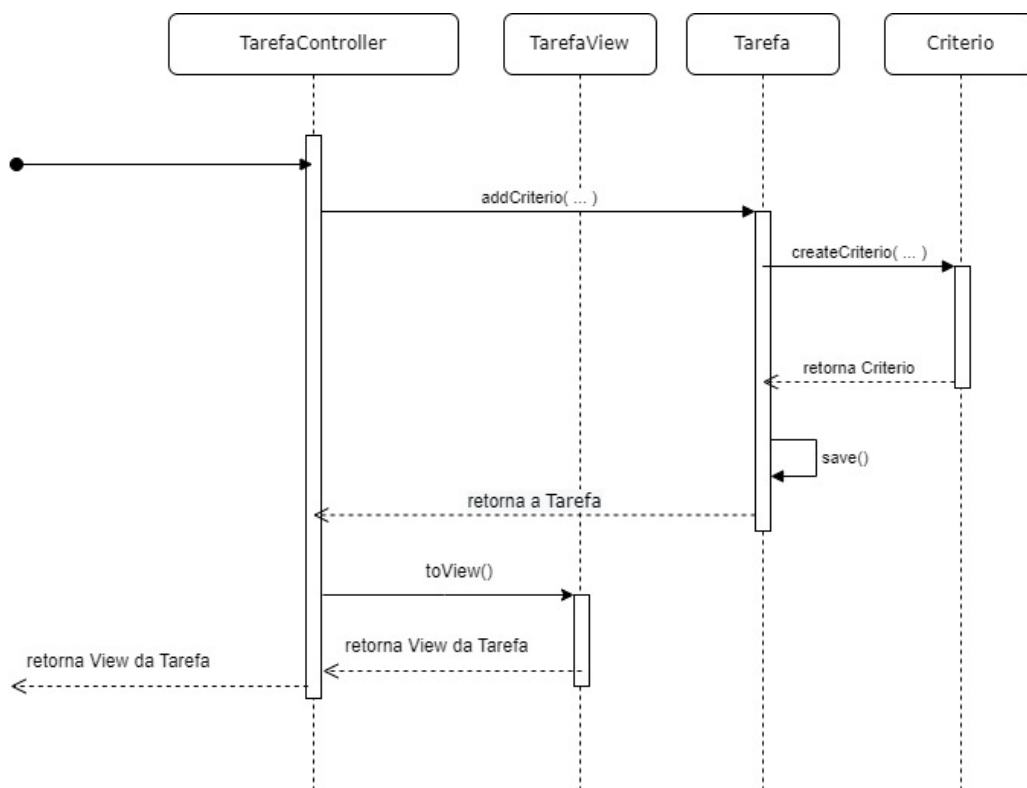 TarefaController
TarefaView
Tarefa
Criterio
addCriterio( ... )
createCriterio( ... )
retorna Criterio
save()
retorna a Tarefa
toView()
retorna View da Tarefa
retorna View da Tarefa